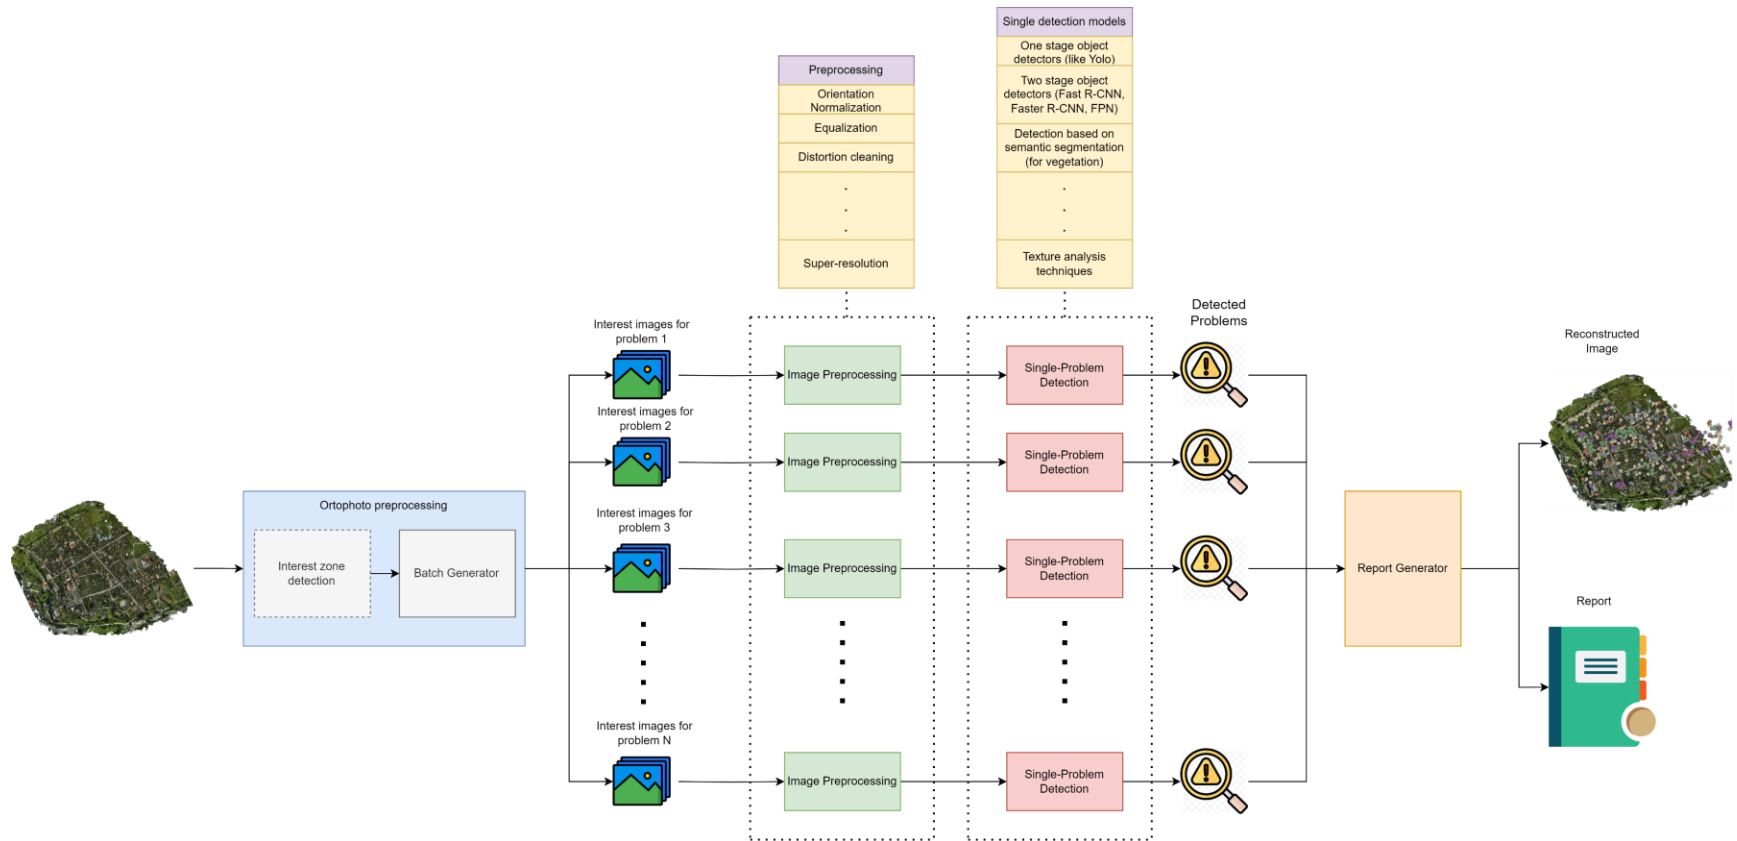 Single detection models
One stage object
detectors (like Yolo)
Two stage object
detectors (Fast R-CNN,
Faster R-CNN, FPN)
Detection based on
semantic segmentation
(for vegetation)
.
.
.
Texture analysis
techniques
Preprocessing
Orientation
Normalization
Equalization
Distortion cleaning
.
.
.
Super-resolution
Detected
Problems
Interest images for
problem 1
Image Preprocessing
Single-Problem
Detection
Interest images for
problem 2
Image Preprocessing
Single-Problem
Detection
Ortophoto preprocessing
Interest zone
detection
Batch Generator
Interest images for
problem 3
Image Preprocessing
Single-Problem
Detection
Interest images for
problem N
Image Preprocessing
Single-Problem
Detection
Report Generator
Reconstructed
Image
Report